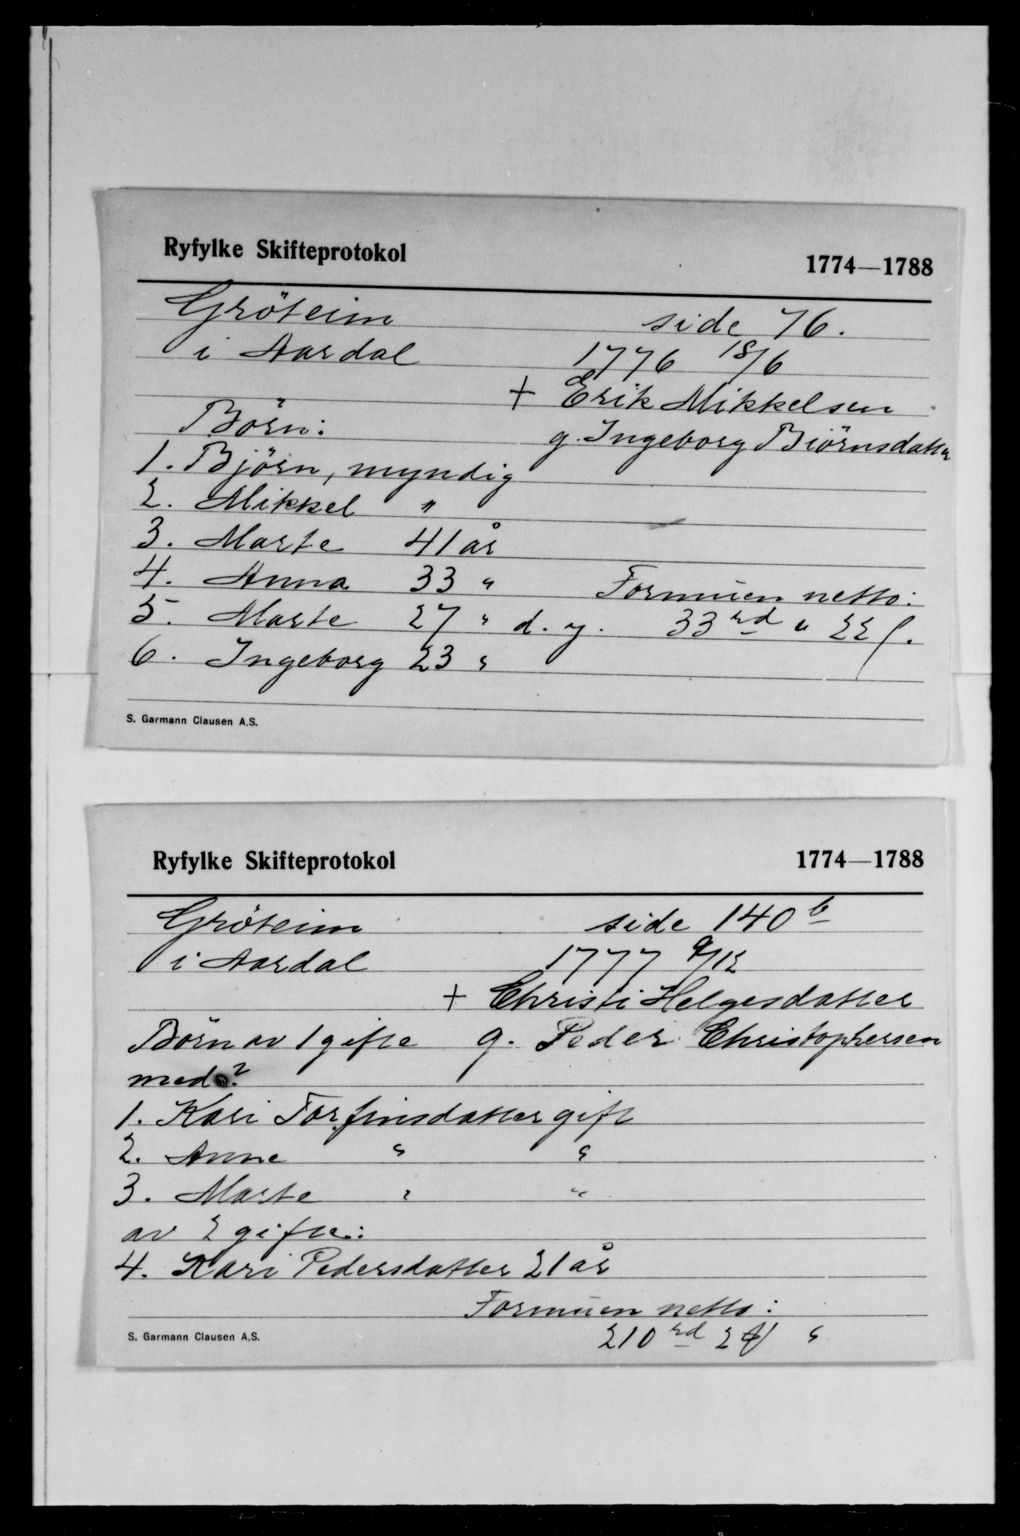 Ryfylke Skifteprotokol 1774—1788
Gröteim side 76.
i Aardal 1776 18/6
+ Erik Mikkelsen
Börn: g. Ingeborg Biörnsdatter
1. Björn, myndig
2. Mikkel "
3. Marte 41 år
4. Anna 33 " Formuen netto:
5. Marte 27 " d. y. 33 rd " 22 s.
6. Ingeborg 23 "
S. Garmann Clausen A.S.
Ryfylke Skifteprotokol 1774—1788
Gröteim side 140 b
i Aardal 1777 9/12
+ Christi Helgesdatter
Börn av 1 gifte g. Peder Christophersen
med ?
1. Kari Torfinsdatter gift
2. Anne " "
3. Marte " "
av 2 gifte:
4. Kari Pedersdatter 21 år
Formuen netto:
210 rd 2 "
S. Garmann Clausen A.S.